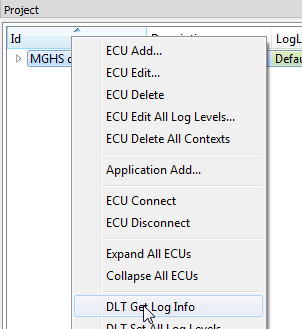 Project
Id LogL
MGHS Defau
ECU Add...
ECU Edit...
ECU Delete
ECU Edit All Log Levels...
ECU Delete All Contexts
Application Add...
ECU Connect
ECU Disconnect
Expand All ECUs
Collapse All ECUs
DLT Get Log Info
DLT Set All Log Levels